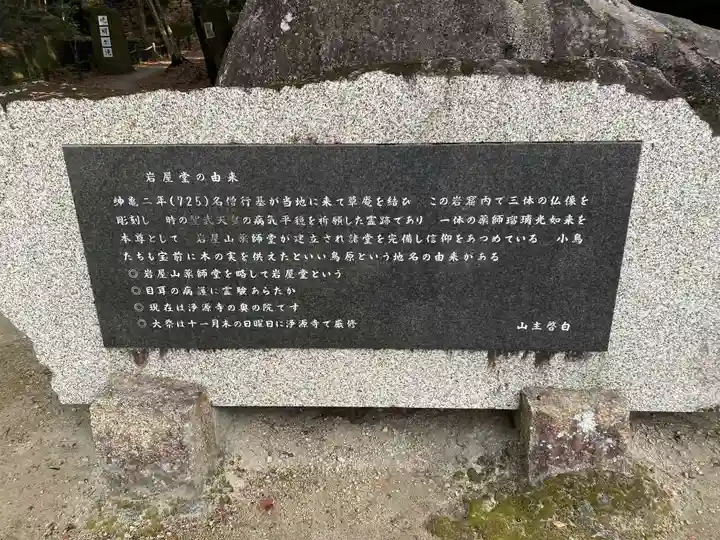 岩屋堂の由来
神亀二年(725)名僧行基が当地に来て草庵を結び この岩窟内で三体の仏像を
彫刻し 時の聖武天皇の病気平穏を祈願した霊跡であり 一体の薬師瑠璃光如来を
本尊として 岩屋山薬師堂が建立され諸堂を完備し信仰をあつめている 小鳥
たちも宝前に木の実を供えたといい鳥原という地名の由来がある
◎岩屋山薬師堂を略して岩屋堂という
◎目耳の病護に霊験あらたか
◎現在は浄源寺の奥の院です
◎大祭は十一月末の日曜日に浄源寺で厳修
山主啓白